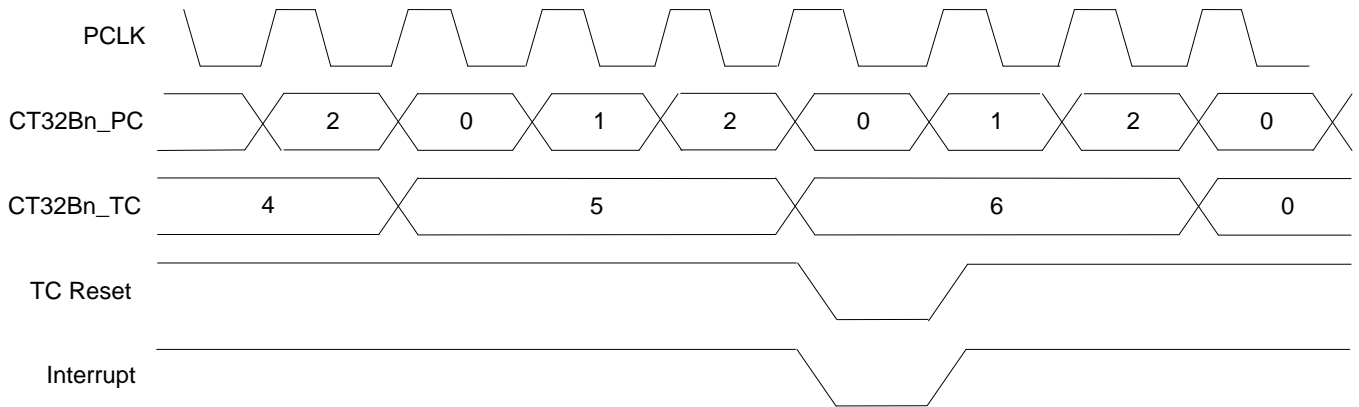 PCLK
CT32Bn_PC 2 0 1 2 0 1 2 0
CT32Bn_TC 4 5 6 0
TC Reset
Interrupt